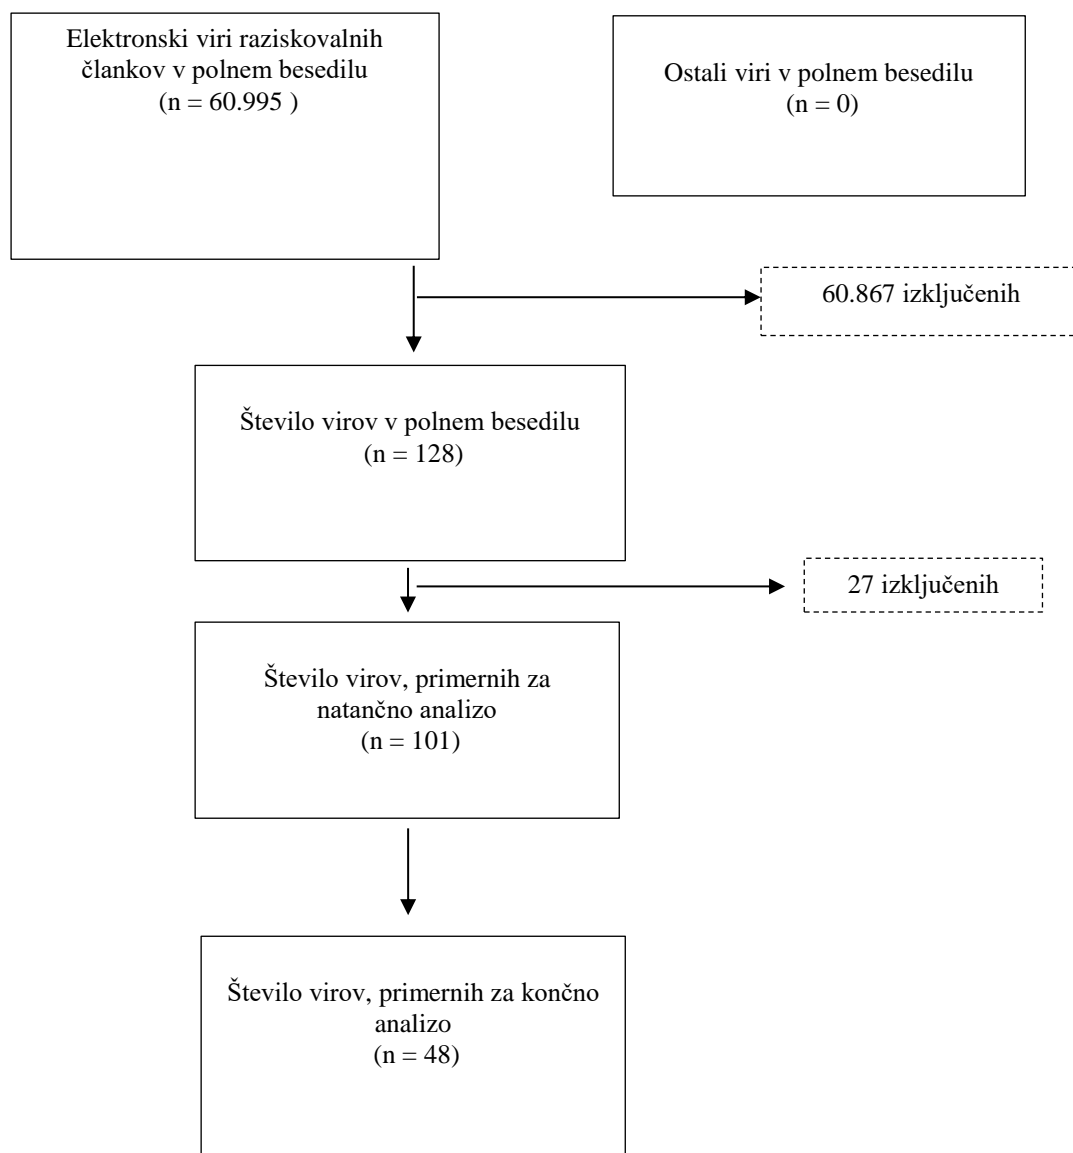 Elektronski viri raziskovalnih
člankov v polnem besedilu
(n = 60.995 )
Ostali viri v polnem besedilu
(n = 0)
60.867 izključenih
Število virov v polnem besedilu
(n = 128)
27 izključenih
Število virov, primernih za
natančno analizo
(n = 101)
Število virov, primernih za končno
analizo
(n = 48)